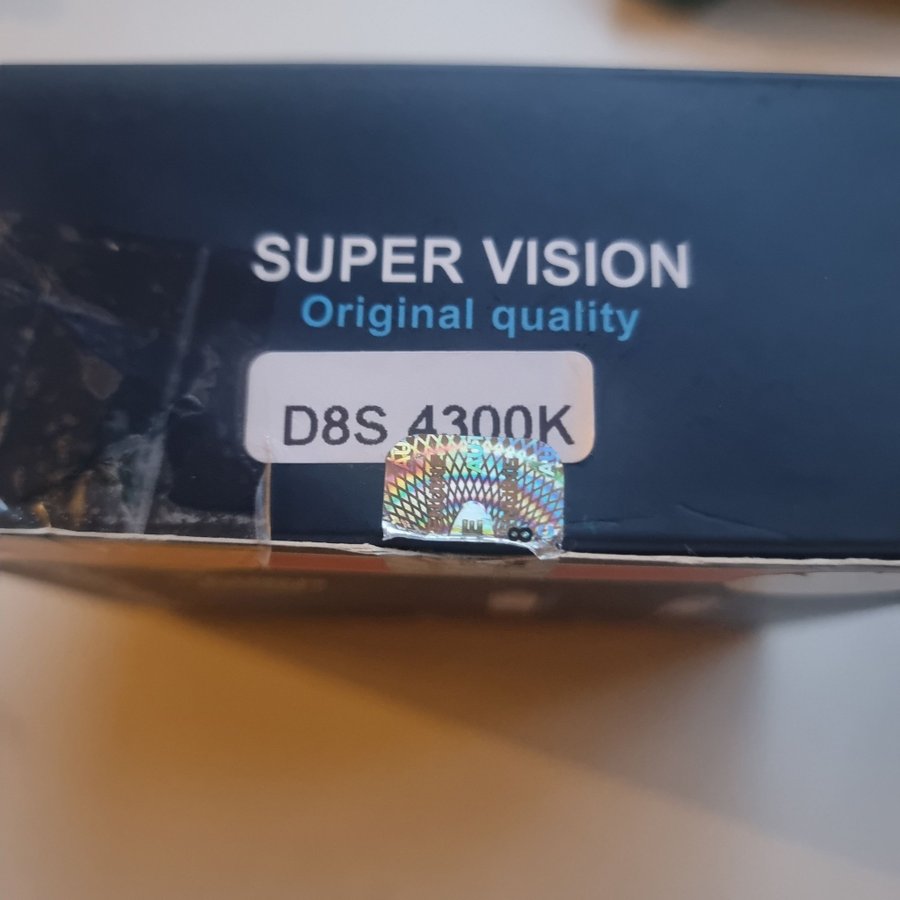 SUPER VISION
Original quality
D8S 4300K